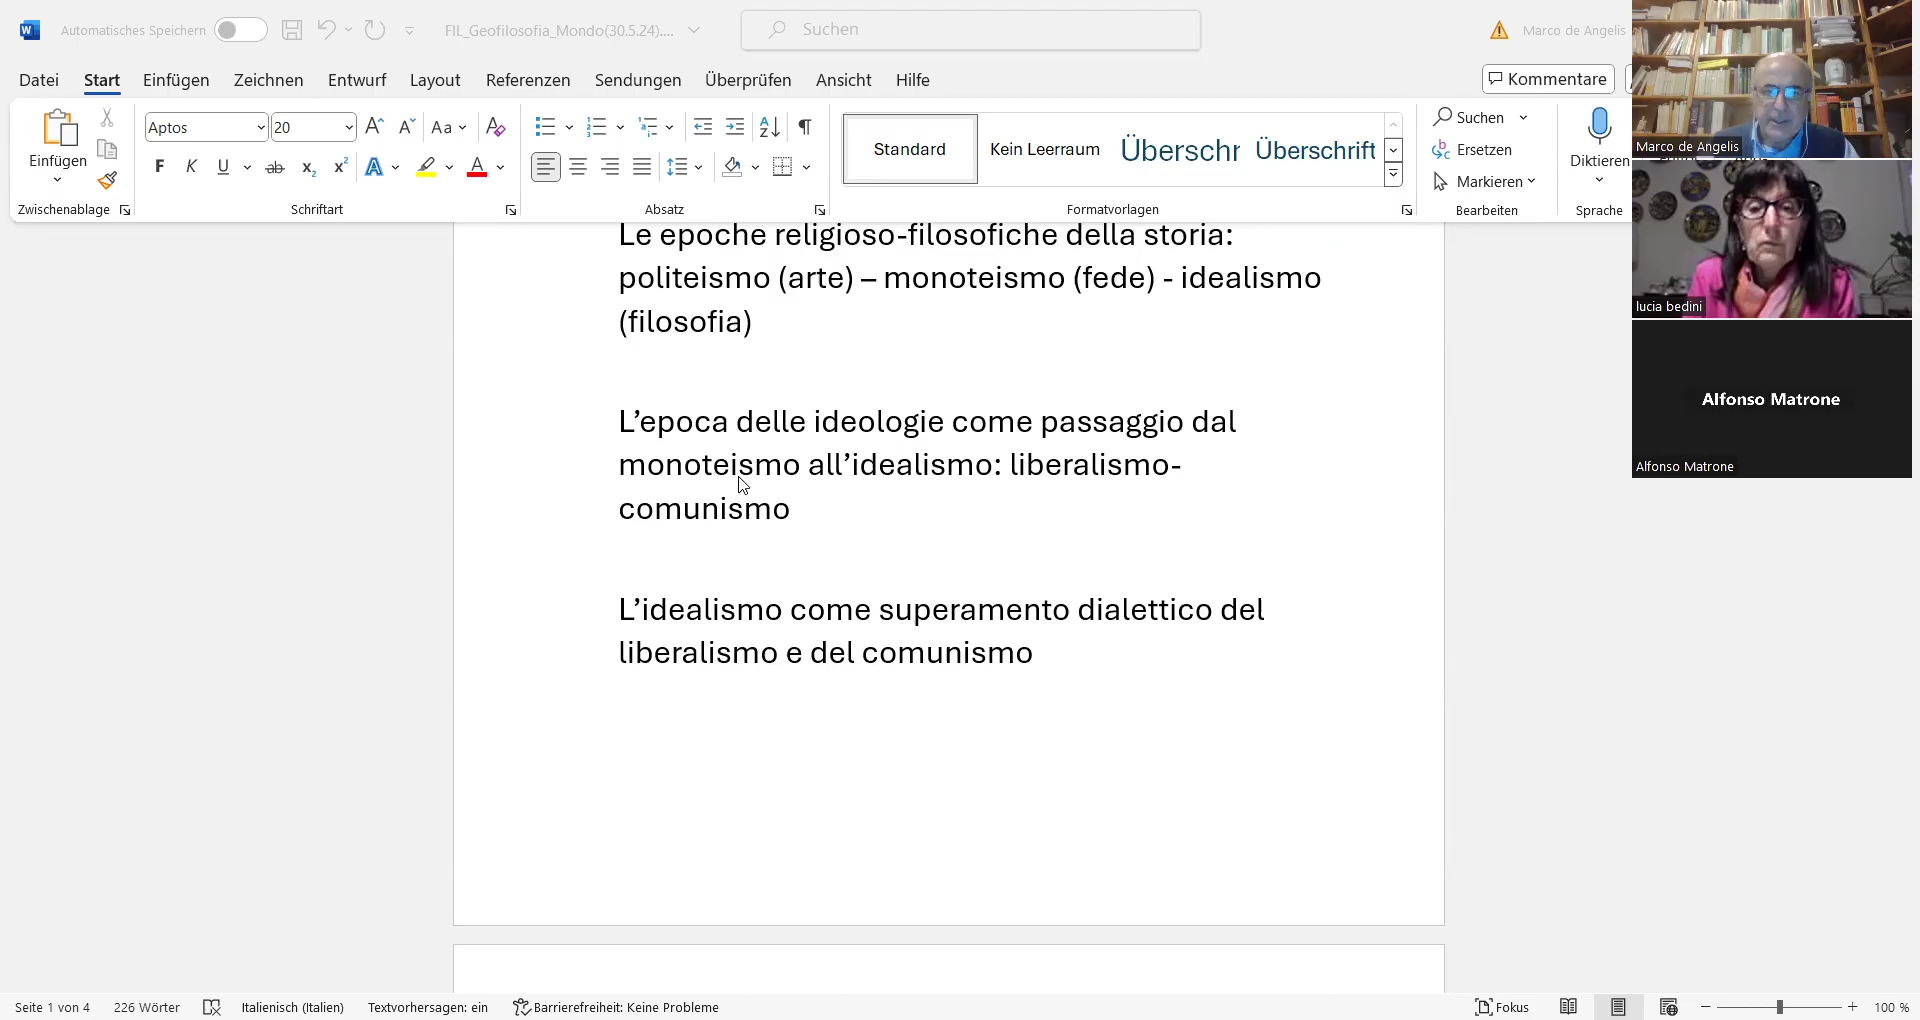 Automatisches Speichern
FIL_Geofilosofia_Mondo(30.5.24)....
Suchen
Marco de Angelis
Datei Start Einfügen Zeichnen Entwurf Layout Referenzen Sendungen Überprüfen Ansicht Hilfe
Kommentare
Einfügen
Aptos 20
Standard Kein Leerraum Überschr Überschrift
Suchen
Ersetzen
Markieren
Diktieren
Zwischenablage Schriftart Absatz Formatvorlagen Bearbeiten Sprache
Le epoche religioso-filosofiche della storia:
politeismo (arte) – monoteismo (fede) - idealismo
(filosofia)
L’epoca delle ideologie come passaggio dal
monoteismo all’idealismo: liberalismo-
comunismo
L’idealismo come superamento dialettico del
liberalismo e del comunismo
Marco de Angelis
lucia bedini
Alfonso Matrone
Alfonso Matrone
Seite 1 von 4 226 Wörter Italienisch (Italien) Textvorhersagen: ein Barrierefreiheit: Keine Probleme Fokus 100 %